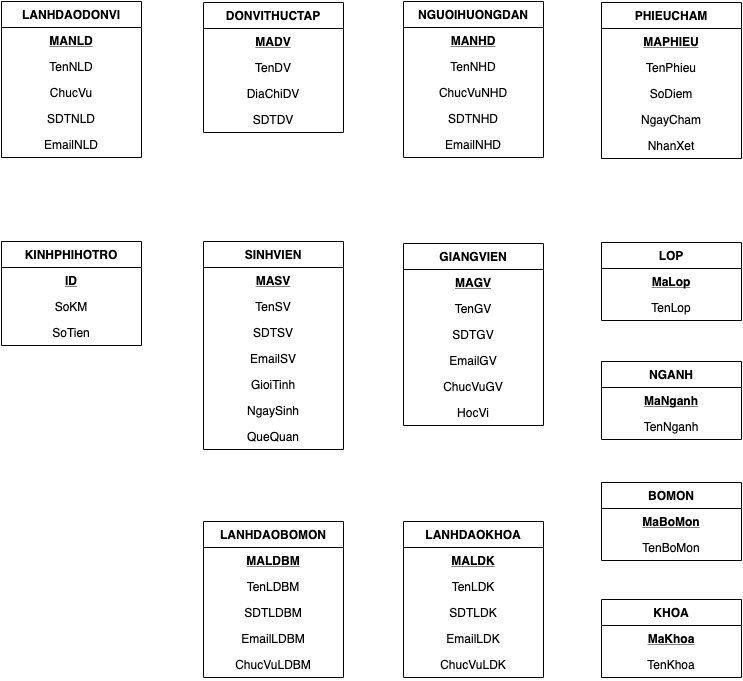 LANHDAODONVI
MANLD
TenNLD
ChucVu
SDTNLD
EmailNLD
DONVITHUCTAP
MADV
TenDV
DiaChiDV
SDTDV
NGUOIHUONGDAN
MANHD
TenNHD
ChucVuNHD
SDTNHD
EmailNHD
PHIEUCHAM
MAPHIEU
TenPhieu
SoDiem
NgayCham
NhanXet
KINHPHIHOTRO
ID
SoKM
SoTien
SINHVIEN
MASV
TenSV
SDTSV
EmailSV
GioiTinh
NgaySinh
QueQuan
GIANGVIEN
MAGV
TenGV
SDTGV
EmailGV
ChucVuGV
HocVi
LOP
MaLop
TenLop
NGANH
MaNganh
TenNganh
BOMON
MaBoMon
TenBoMon
LANHDAOBOMON
MALDBM
TenLDBM
SDTLDBM
EmailLDBM
ChucVuLDBM
LANHDAOKHOA
MALDK
TenLDK
SDTLDK
EmailLDK
ChucVuLDK
KHOA
MaKhoa
TenKhoa